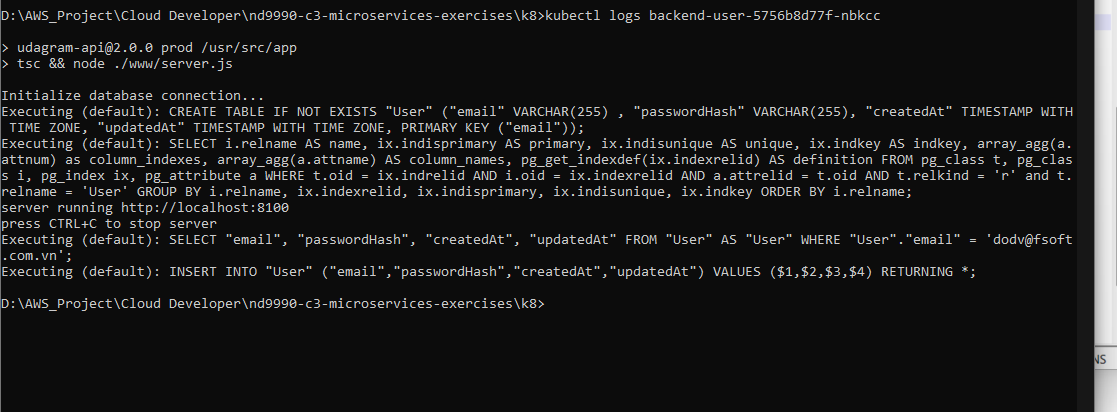 D:\AWS_Project\Cloud Developer\nd9990-c3-microservices-exercises\k8>kubectl logs backend-user-5756b8d77f-nbkcc
> udagram-api@2.0.0 prod /usr/src/app
> tsc && node ./www/server.js
Initialize database connection...
Executing (default): CREATE TABLE IF NOT EXISTS "User" ("email" VARCHAR(255) , "passwordHash" VARCHAR(255), "createdAt" TIMESTAMP WITH
 TIME ZONE, "updatedAt" TIMESTAMP WITH TIME ZONE, PRIMARY KEY ("email"));
Executing (default): SELECT i.relname AS name, ix.indisprimary AS primary, ix.indisunique AS unique, ix.indkey AS indkey, array_agg(a.
attnum) as column_indexes, array_agg(a.attname) AS column_names, pg_get_indexdef(ix.indexrelid) AS definition FROM pg_class t, pg_clas
s i, pg_index ix, pg_attribute a WHERE t.oid = ix.indrelid AND i.oid = ix.indexrelid AND a.attrelid = t.oid AND t.relkind = 'r' and t.
relname = 'User' GROUP BY i.relname, ix.indexrelid, ix.indisprimary, ix.indisunique, ix.indkey ORDER BY i.relname;
server running http://localhost:8100
press CTRL+C to stop server
Executing (default): SELECT "email", "passwordHash", "createdAt", "updatedAt" FROM "User" AS "User" WHERE "User"."email" = 'dodv@fsoft
.com.vn';
Executing (default): INSERT INTO "User" ("email","passwordHash","createdAt","updatedAt") VALUES ($1,$2,$3,$4) RETURNING *;
D:\AWS_Project\Cloud Developer\nd9990-c3-microservices-exercises\k8>